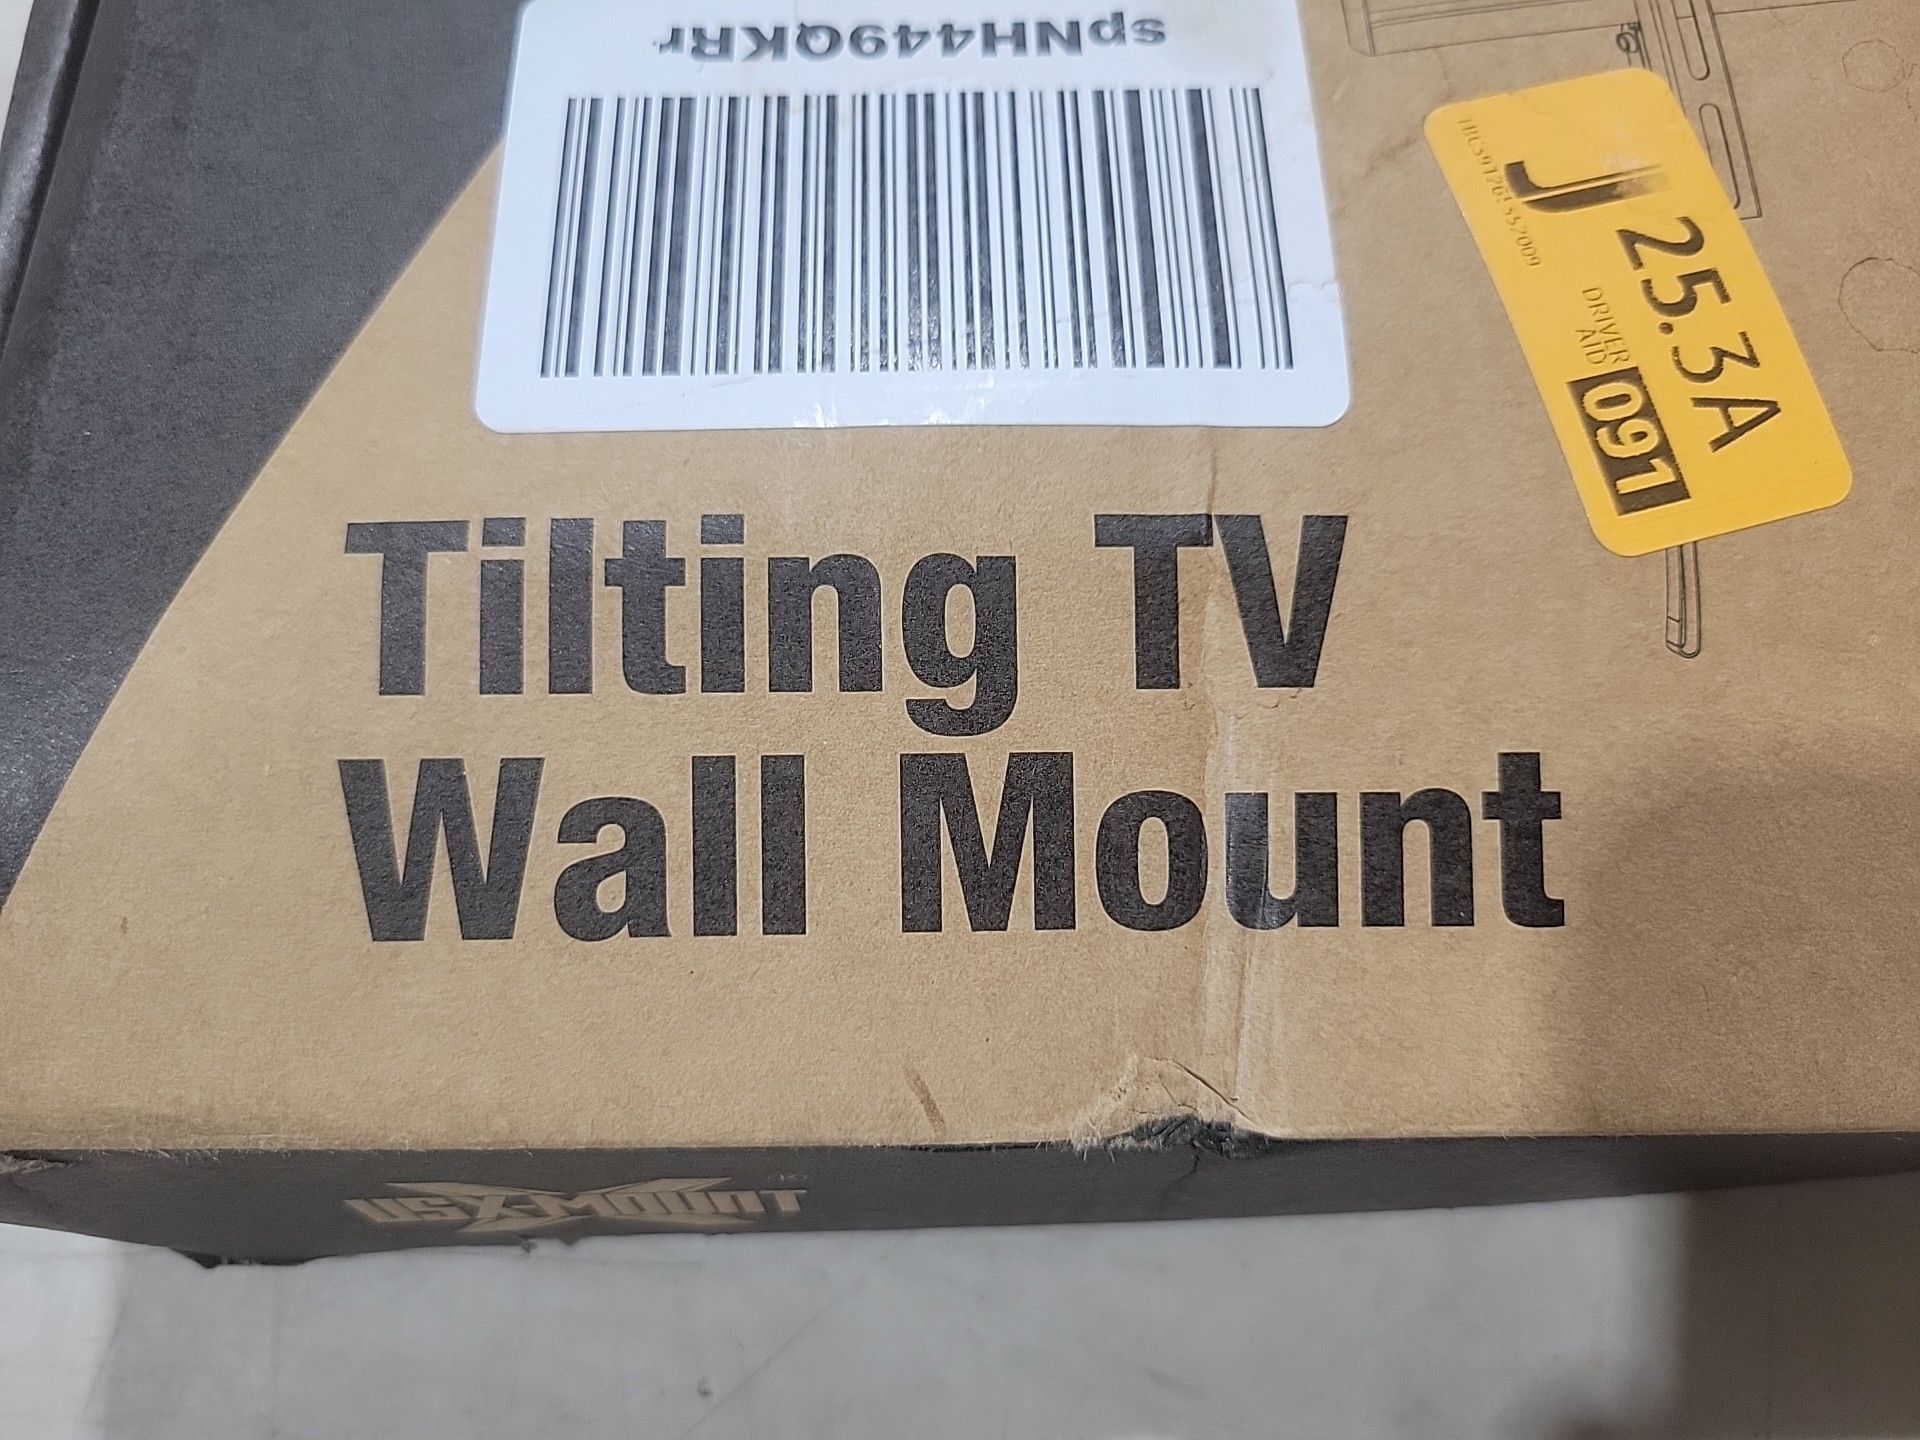 spNH449QKRr
J 25.3A
DRIVER
AID
091
Tilting TV
Wall Mount
USX-MOUNT®